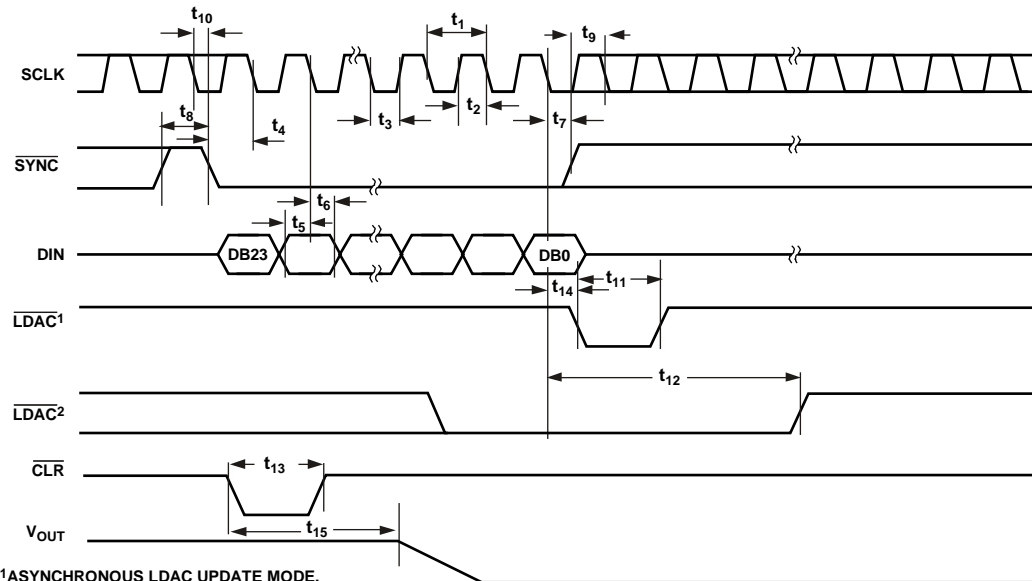 t10
t1
t9
SCLK
t2
t3
t7
t8
t4
SYNC
t6
t5
DIN
DB23
DB0
t11
t14
LDAC1
t12
LDAC2
CLR
t13
t15
VOUT
1ASYNCHRONOUS LDAC UPDATE MODE.